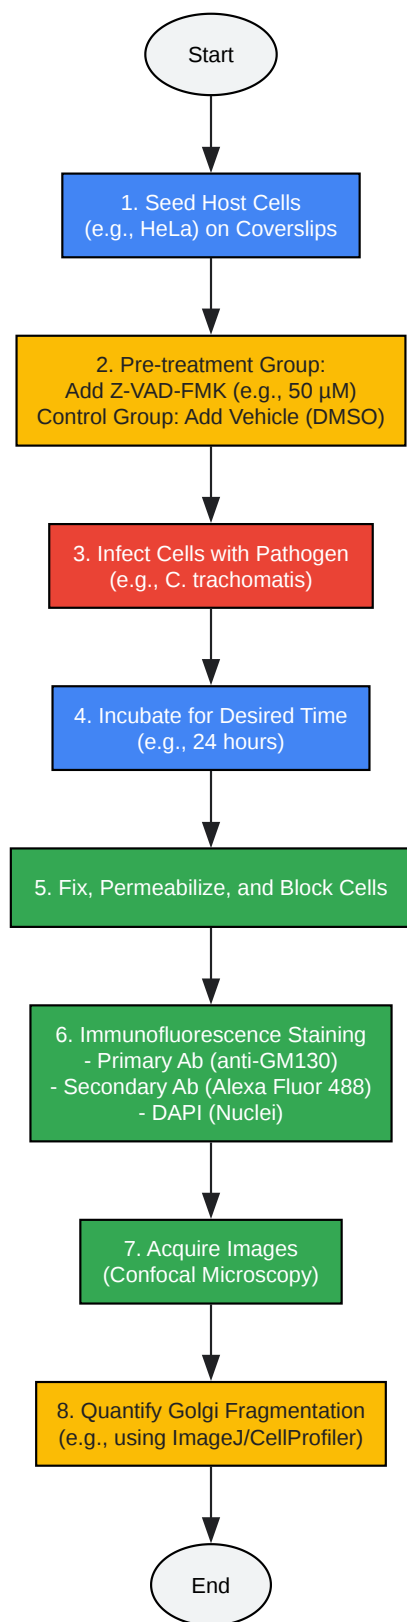 Start
1. Seed Host Cells
(e.g., HeLa) on Coverslips
2. Pre-treatment Group:
Add Z-VAD-FMK (e.g., 50 µM)
Control Group: Add Vehicle (DMSO)
3. Infect Cells with Pathogen
(e.g., C. trachomatis)
4. Incubate for Desired Time
(e.g., 24 hours)
5. Fix, Permeabilize, and Block Cells
6. Immunofluorescence Staining
- Primary Ab (anti-GM130)
- Secondary Ab (Alexa Fluor 488)
- DAPI (Nuclei)
7. Acquire Images
(Confocal Microscopy)
8. Quantify Golgi Fragmentation
(e.g., using ImageJ/CellProfiler)
End